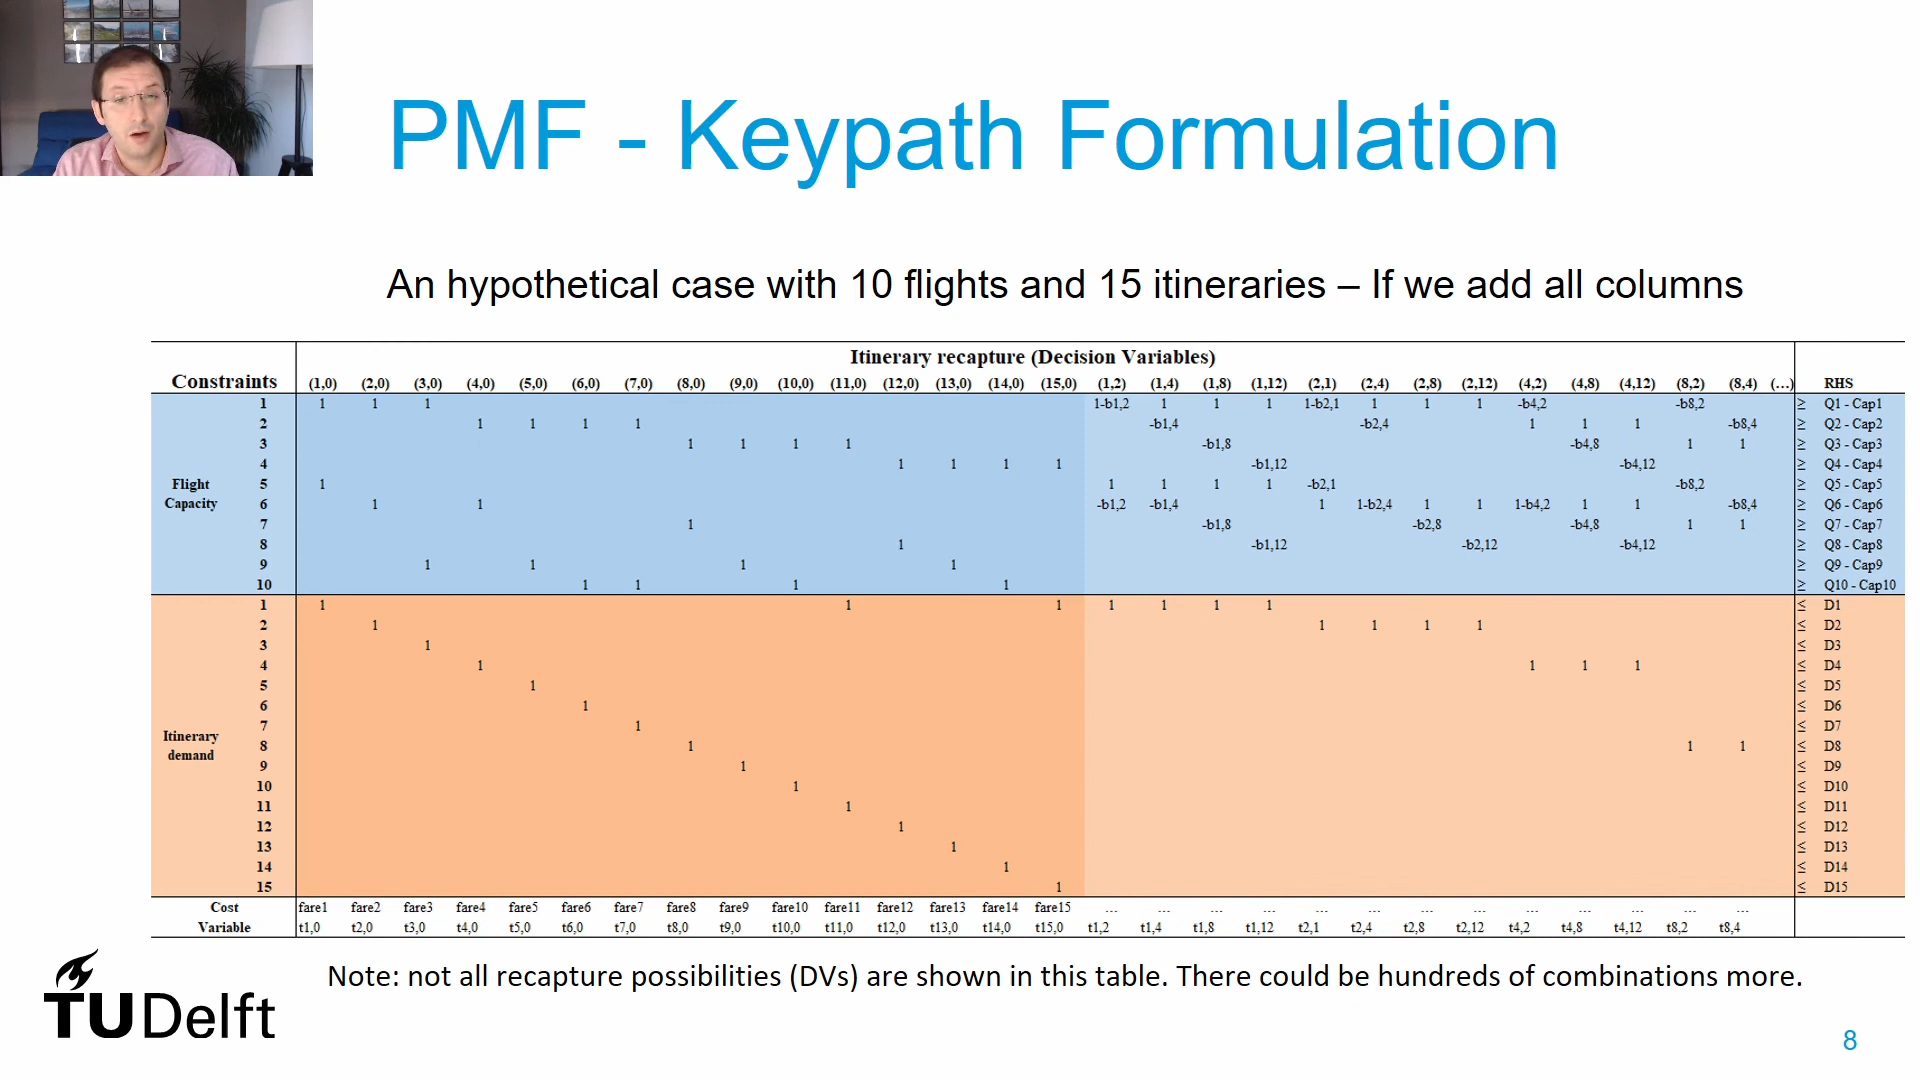 PMF - Keypath Formulation
An hypothetical case with 10 flights and 15 itineraries – If we add all columns
Itinerary recapture (Decision Variables)
Constraints (1,0) (2,0) (3,0) (4,0) (5,0) (6,0) (7,0) (8,0) (9,0) (10,0) (11,0) (12,0) (13,0) (14,0) (15,0) (1,2) (1,4) (1,8) (1,12) (2,1) (2,4) (2,8) (2,12) (4,2) (4,8) (4,12) (8,2) (8,4) (...) RHS
1 1 1 1 1-b1,2 1 1 1 1-b2,1 1 1 1 -b4,2 -b8,2 ≥ Q1 - Cap1
2 1 1 1 1 -b1,4 -b2,4 1 1 1 -b8,4 ≥ Q2 - Cap2
3 1 1 1 1 -b1,8 -b4,8 1 1 ≥ Q3 - Cap3
4 1 1 1 1 -b1,12 -b4,12 ≥ Q4 - Cap4
Flight 5 1 1 1 1 1 -b2,1 -b8,2 ≥ Q5 - Cap5
Capacity 6 1 1 -b1,2 -b1,4 1 1-b2,4 1 1 1-b4,2 1 1 -b8,4 ≥ Q6 - Cap6
7 1 -b1,8 -b2,8 -b4,8 1 1 ≥ Q7 - Cap7
8 1 -b1,12 -b2,12 -b4,12 ≥ Q8 - Cap8
9 1 1 1 1 ≥ Q9 - Cap9
10 1 1 1 1 ≥ Q10 - Cap10
1 1 1 1 1 1 1 1 ≤ D1
2 1 1 1 1 1 ≤ D2
3 1 ≤ D3
4 1 1 1 1 ≤ D4
5 1 ≤ D5
6 1 ≤ D6
7 1 ≤ D7
Itinerary
demand
8 1 1 1 ≤ D8
9 1 ≤ D9
10 1 ≤ D10
11 1 ≤ D11
12 1 ≤ D12
13 1 ≤ D13
14 1 ≤ D14
15 1 ≤ D15
Cost fare1 fare2 fare3 fare4 fare5 fare6 fare7 fare8 fare9 fare10 fare11 fare12 fare13 fare14 fare15 ... ... ... ... ... ... ... ... ... ... ... ... ...
Variable t1,0 t2,0 t3,0 t4,0 t5,0 t6,0 t7,0 t8,0 t9,0 t10,0 t11,0 t12,0 t13,0 t14,0 t15,0 t1,2 t1,4 t1,8 t1,12 t2,1 t2,4 t2,8 t2,12 t4,2 t4,8 t4,12 t8,2 t8,4
Note: not all recapture possibilities (DVs) are shown in this table. There could be hundreds of combinations more.
TUDelft
8